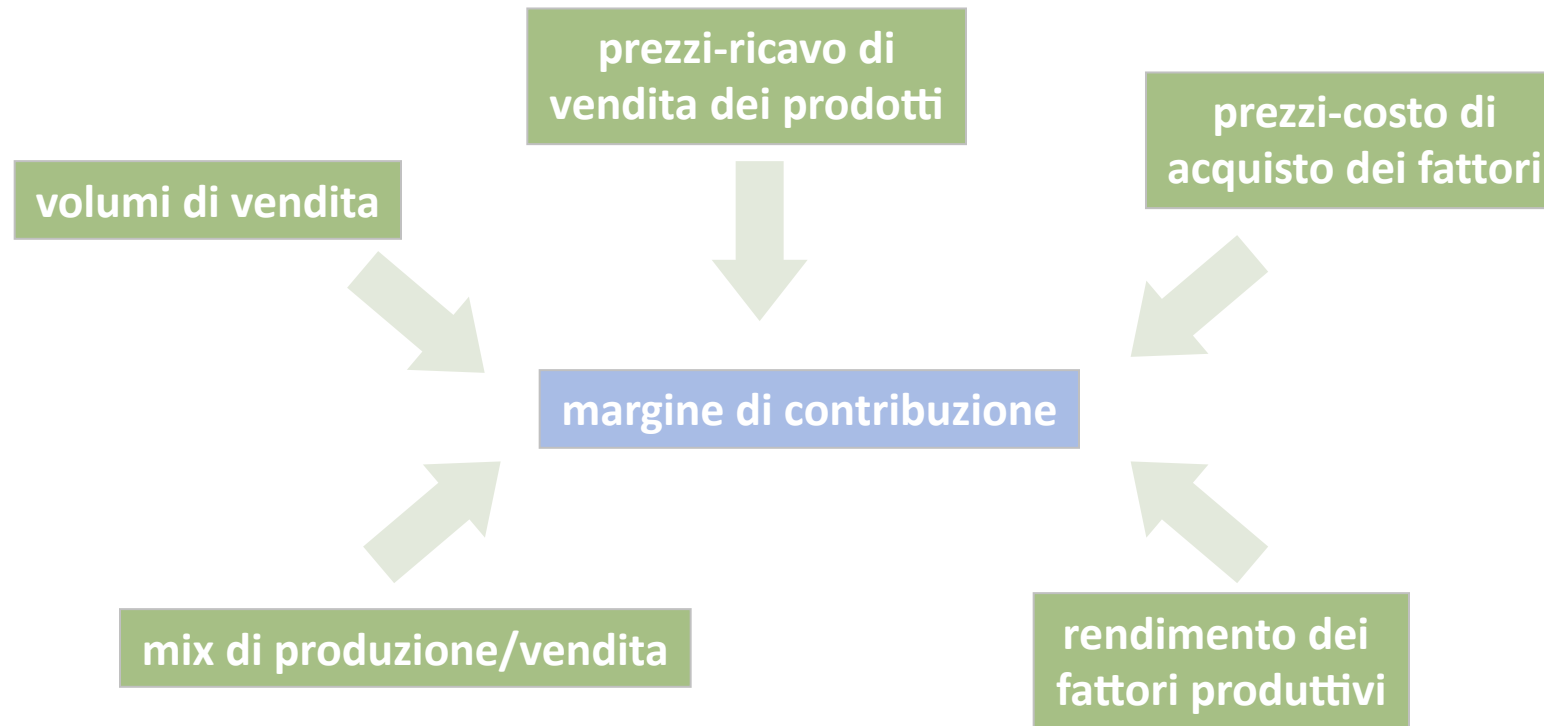 prezzi-ricavo di
vendita dei prodotti
prezzi-costo di
acquisto dei fattori
volumi di vendita
margine di contribuzione
mix di produzione/vendita
rendimento dei
fattori produttivi